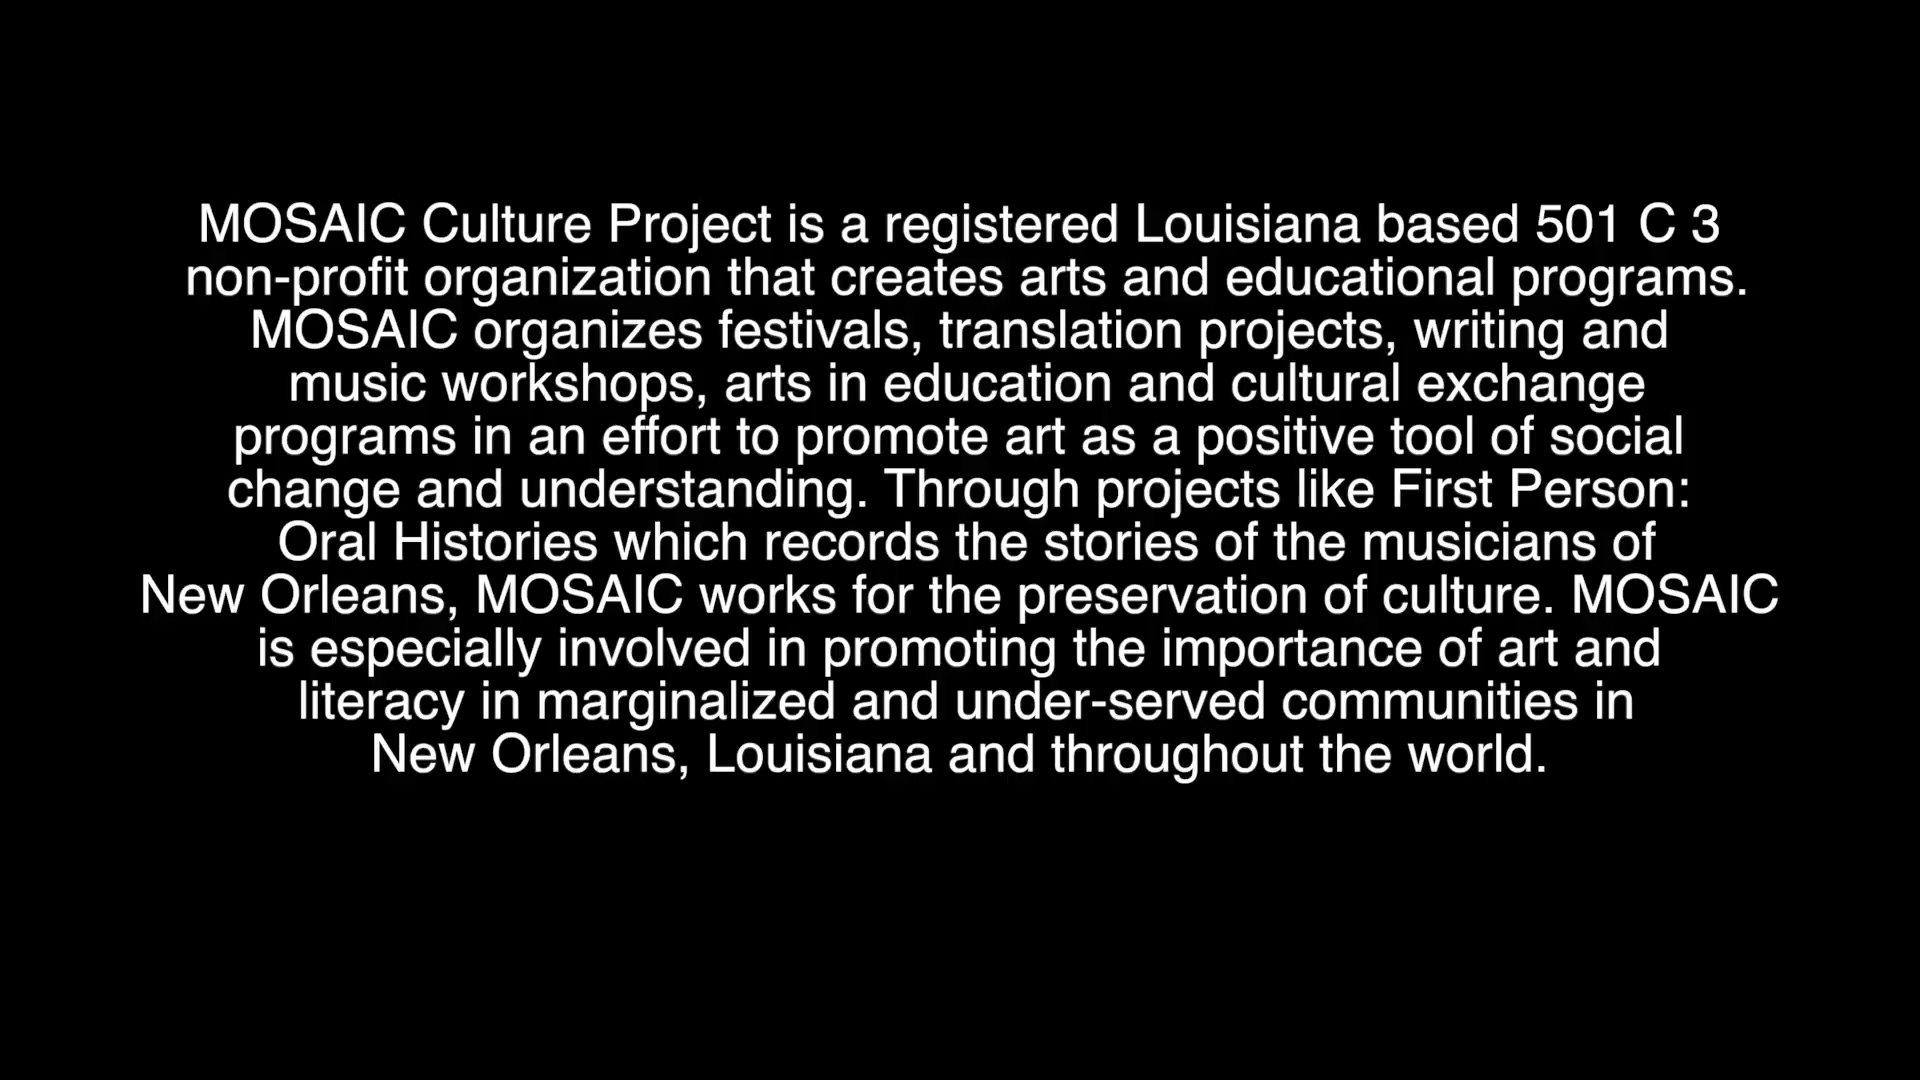 MOSAIC Culture Project is a registered Louisiana based 501 C 3
non-profit organization that creates arts and educational programs.
MOSAIC organizes festivals, translation projects, writing and
music workshops, arts in education and cultural exchange
programs in an effort to promote art as a positive tool of social
change and understanding. Through projects like First Person:
Oral Histories which records the stories of the musicians of
New Orleans, MOSAIC works for the preservation of culture. MOSAIC
is especially involved in promoting the importance of art and
literacy in marginalized and under-served communities in
New Orleans, Louisiana and throughout the world.